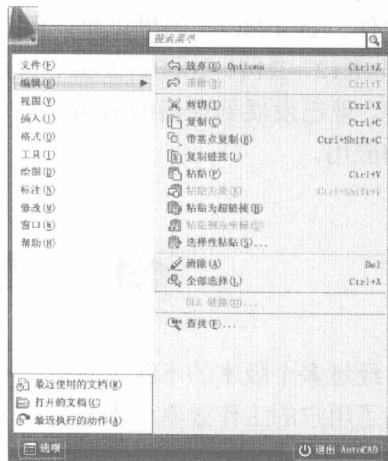 搜索菜单
文件(F)
编辑(E)
视图(V)
插入(I)
格式(O)
工具(T)
绘图(D)
标注(N)
修改(M)
窗口(W)
帮助(H)
放弃(U) Options Ctrl+Z
重做(R) Ctrl+Y
剪切(T) Ctrl+X
复制(C) Ctrl+C
带基点复制(B) Ctrl+Shift+C
复制链接(L)
粘贴(P) Ctrl+V
粘贴为块(K) Ctrl+Shift+V
粘贴为超链接(H)
粘贴到原坐标(D)
选择性粘贴(S)...
清除(A) Del
全部选择(L) Ctrl+A
OLE 链接(O)...
查找(F)...
最近使用的文档(R)
打开的文档(C)
最近执行的动作(A)
选项
退出 AutoCAD